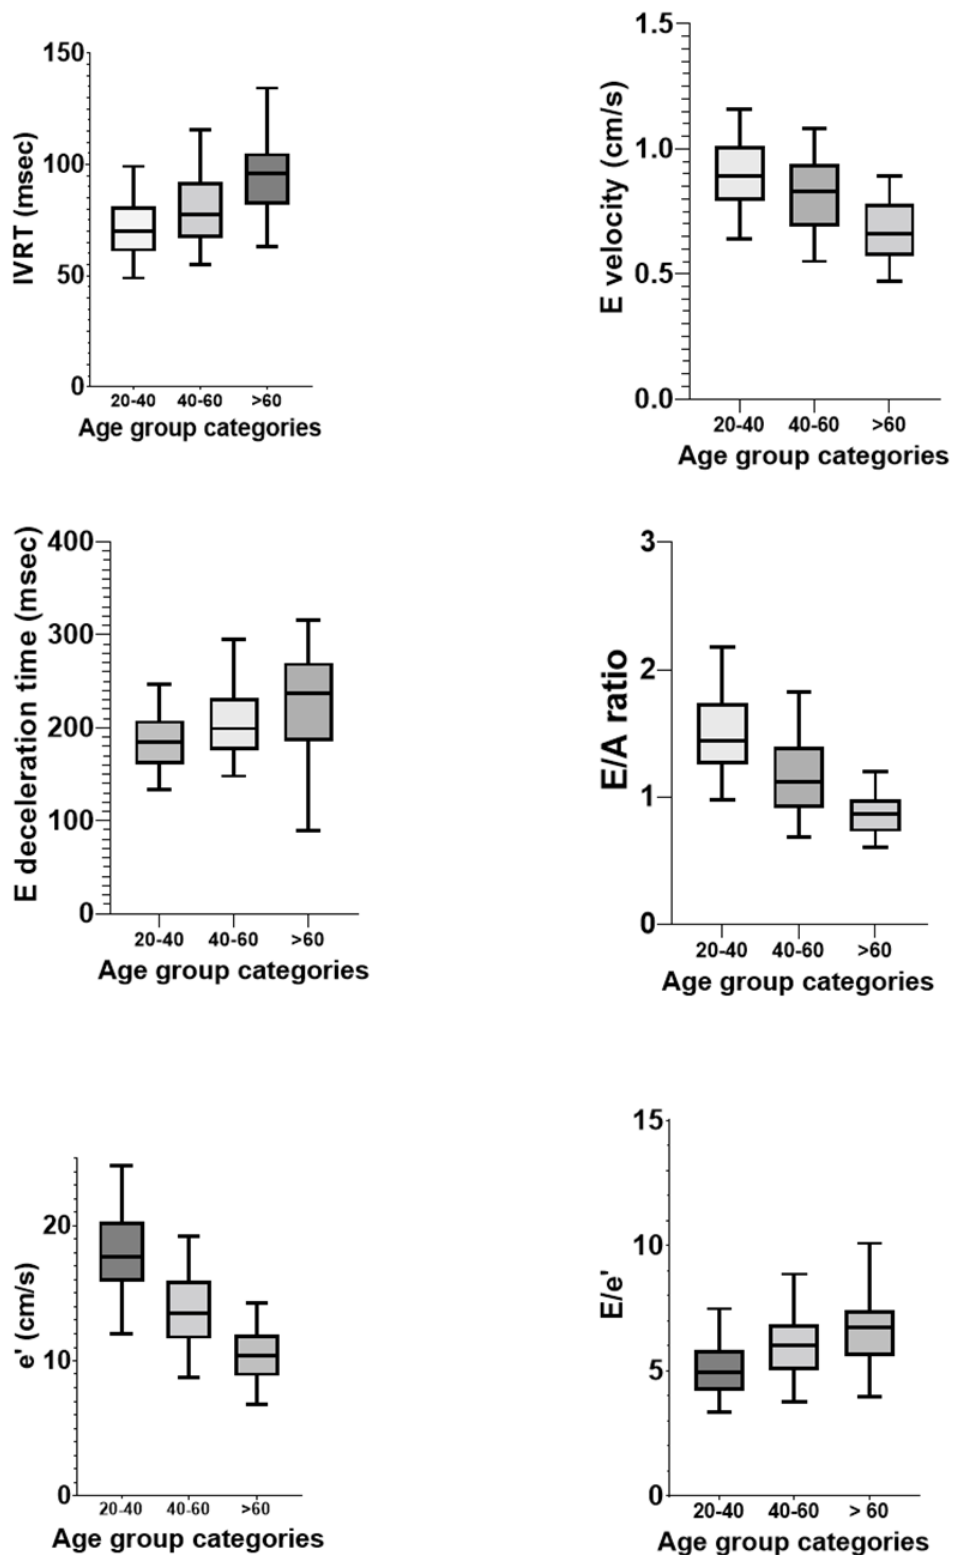 IVRT (msec)
150
100
50
0
20-40 40-60 >60
Age group categories
E velocity (cm/s)
1.5
1.0
0.5
0.0
20-40 40-60 >60
Age group categories
E deceleration time (msec)
400
300
200
100
0
20-40 40-60 >60
Age group categories
E/A ratio
3
2
1
0
20-40 40-60 >60
Age group categories
e' (cm/s)
20
10
0
20-40 40-60 >60
Age group categories
E/e'
15
10
5
0
20-40 40-60 > 60
Age group categories